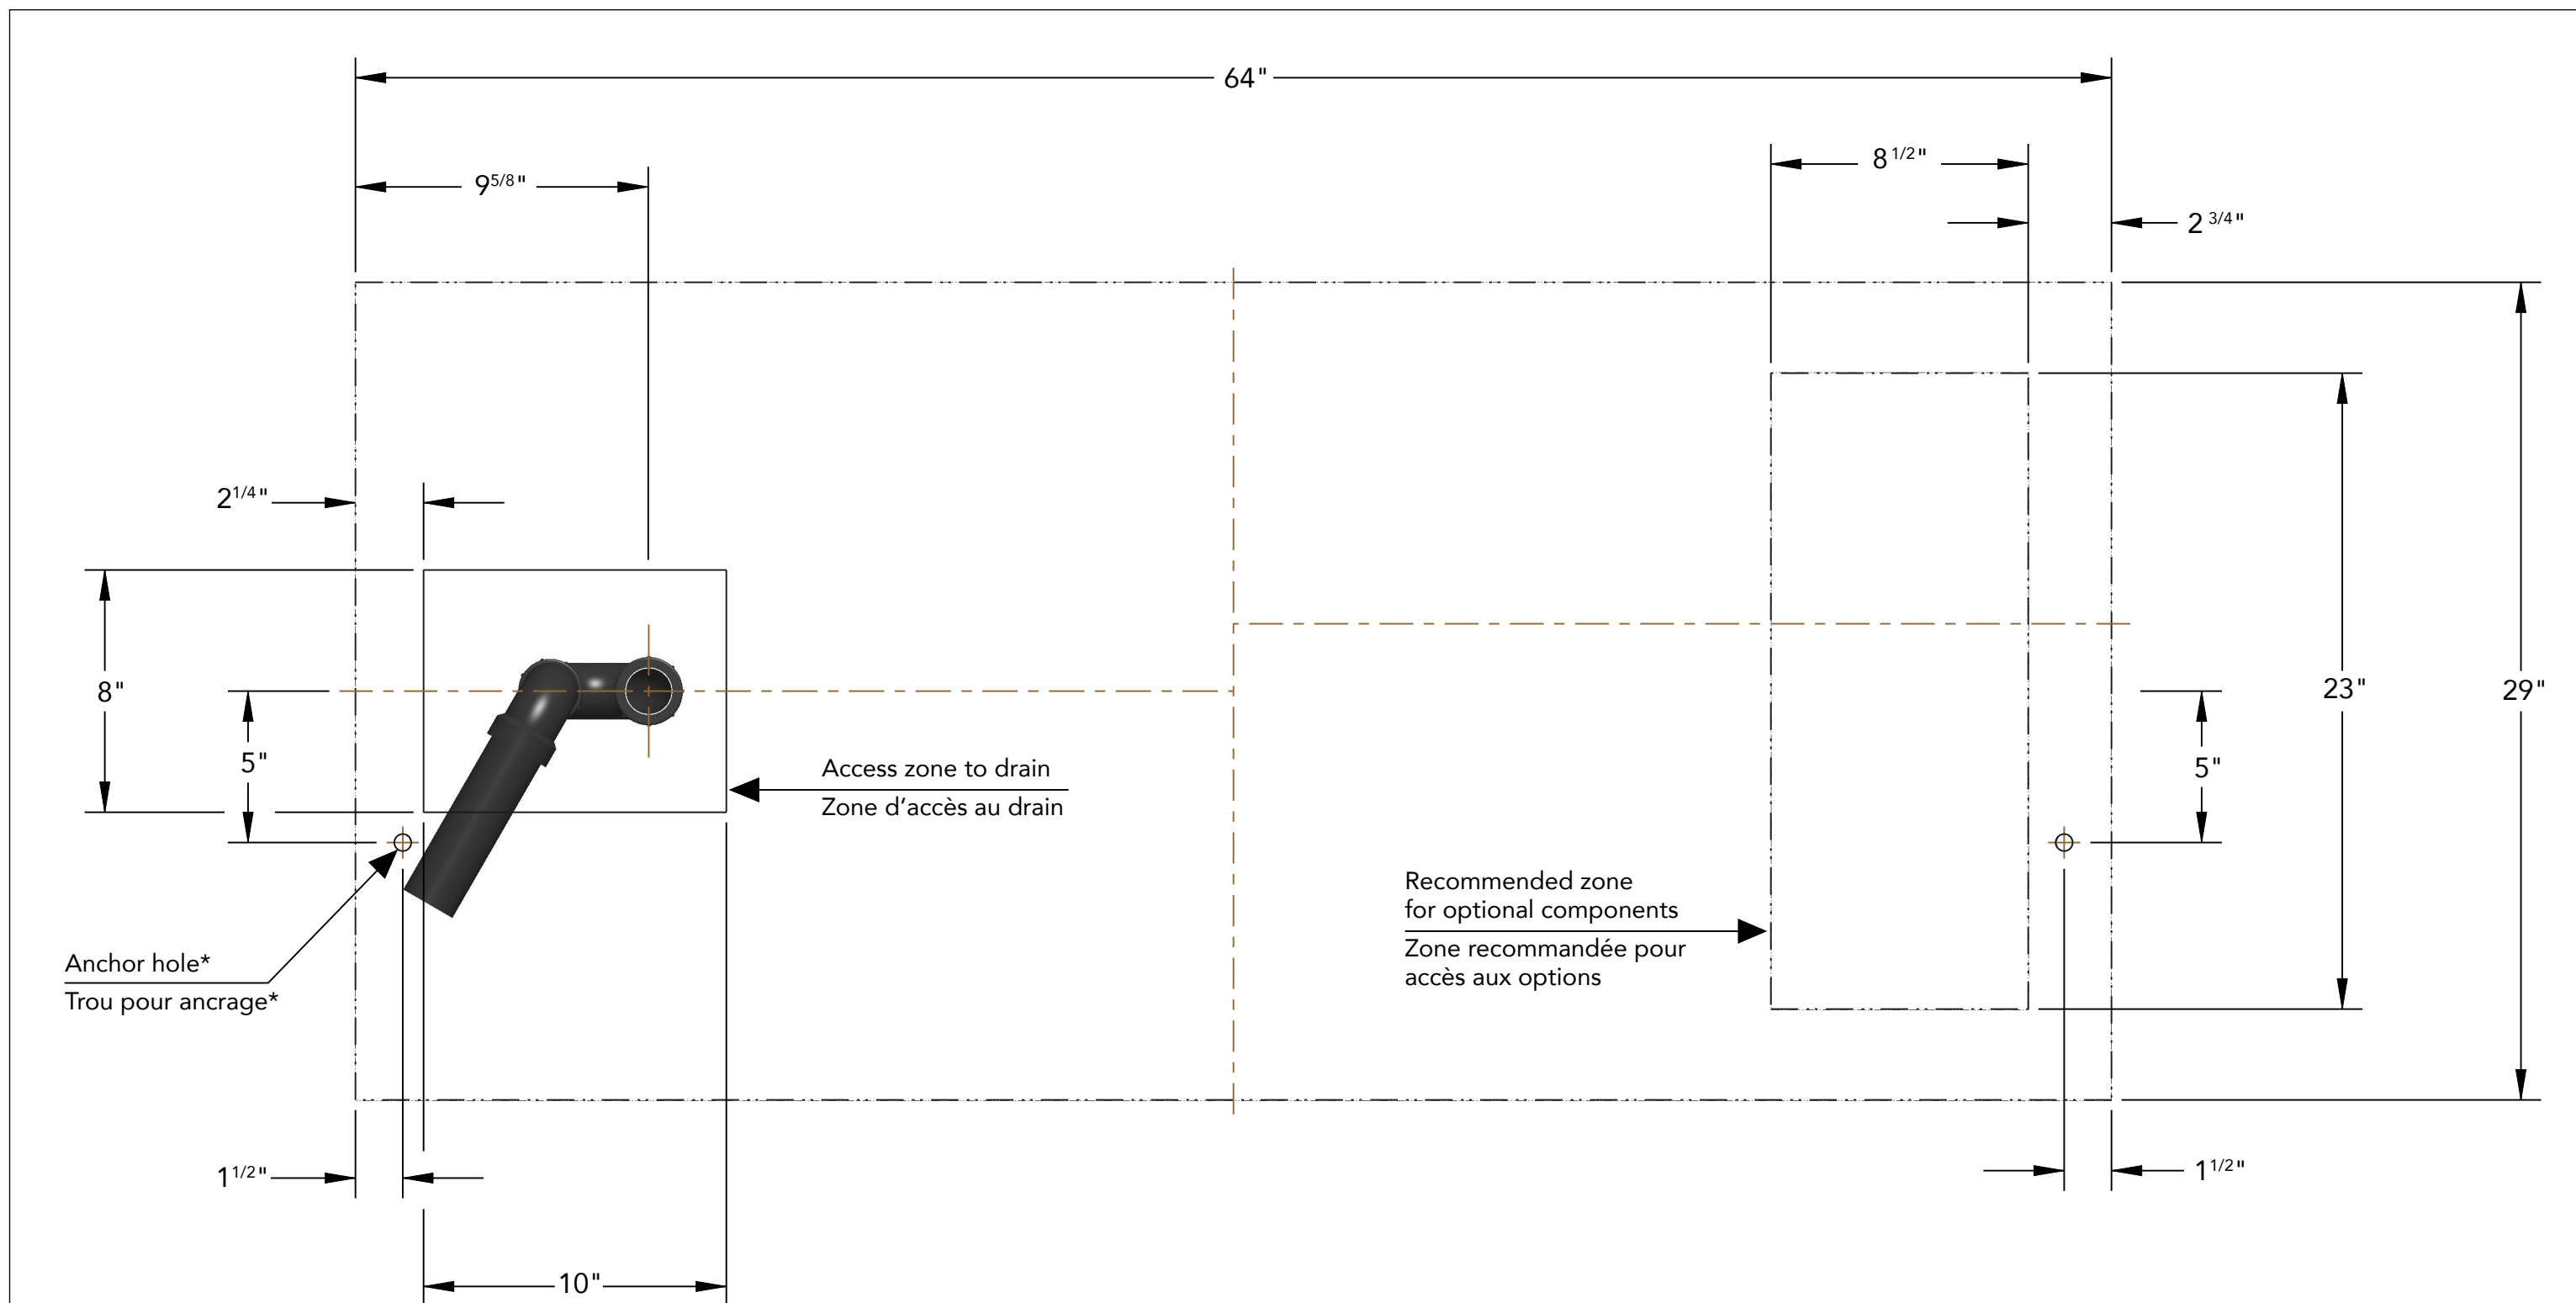 64"
8 1/2"
9 5/8"
2 3/4"
2 1/4"
8"
23"
29"
5"
5"
Access zone to drain
Zone d'accès au drain
Recommended zone
for optional components
Zone recommandée pour
accès aux options
Anchor hole*
Trou pour ancrage*
1 1/2"
1 1/2"
10"